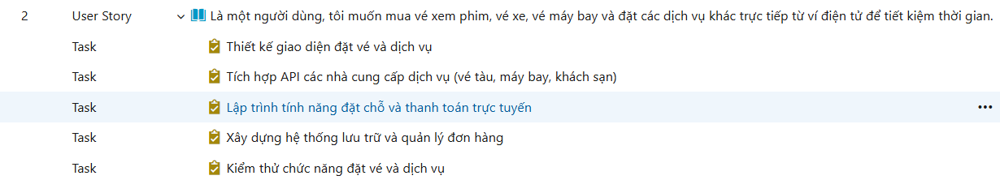 2 User Story Là một người dùng, tôi muốn mua vé xem phim, vé xe, vé máy bay và đặt các dịch vụ khác trực tiếp từ ví điện tử để tiết kiệm thời gian.
Task Thiết kế giao diện đặt vé và dịch vụ
Task Tích hợp API các nhà cung cấp dịch vụ (vé tàu, máy bay, khách sạn)
Task Lập trình tính năng đặt chỗ và thanh toán trực tuyến
Task Xây dựng hệ thống lưu trữ và quản lý đơn hàng
Task Kiểm thử chức năng đặt vé và dịch vụ